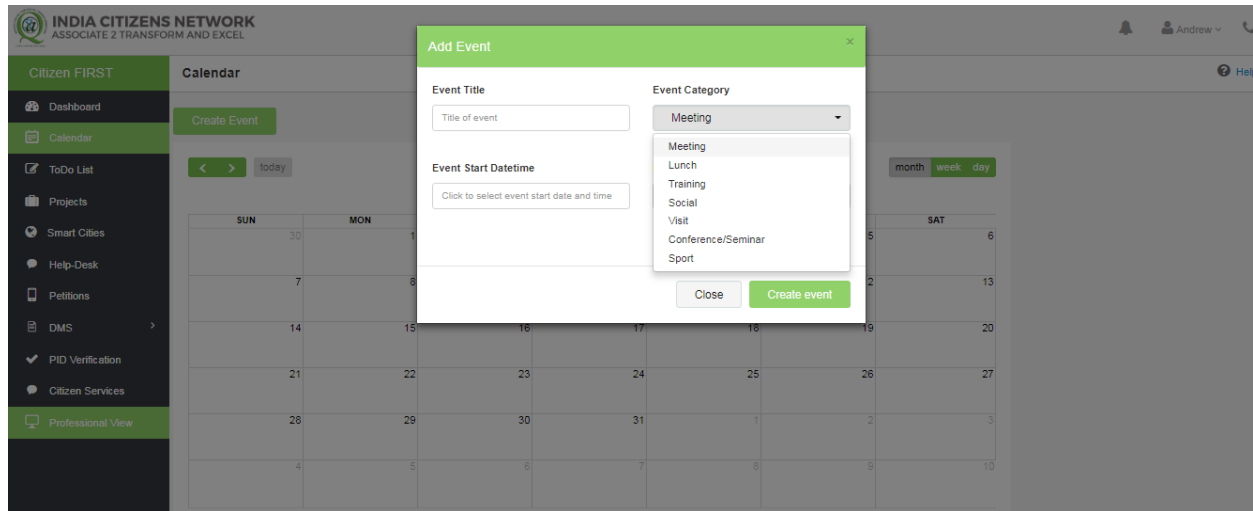 INDIA CITIZENS NETWORK
ASSOCIATE 2 TRANSFORM AND EXCEL
Andrew
Citizen FIRST
Calendar
Dashboard
Calendar
ToDo List
Projects
Smart Cities
Help-Desk
Petitions
DMS
PID Verification
Citizen Services
Professional View
Create Event
< > today
month week day
Add Event ×
Event Title
Title of event
Event Category
Meeting
Meeting
Lunch
Training
Social
Visit
Conference/Seminar
Sport
Event Start Datetime
Click to select event start date and time
Close Create event
SUN MON SAT
30 1 5 6
7 8 2 13
14 15 16 17 18 19 20
21 22 23 24 25 26 27
28 29 30 31 1 2 3
4 5 6 7 8 9 10